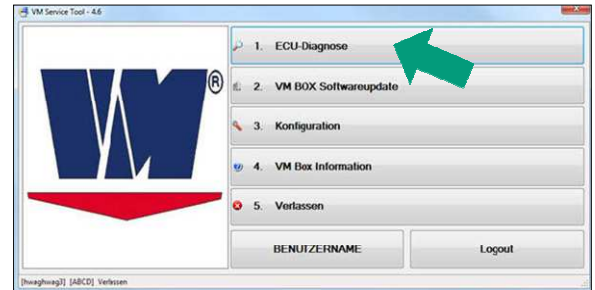 VM Service Tool - 4.6
VM®
1. ECU-Diagnose
2. VM BOX Softwareupdate
3. Konfiguration
4. VM Box Information
5. Verlassen
BENUTZERNAME
Logout
[hwaghwag3] [ABCD] Verlassen